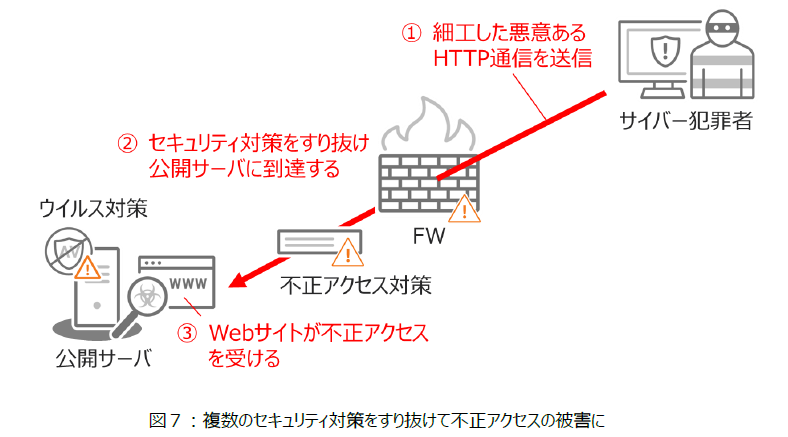 ① 細工した悪意ある
HTTP通信を送信
サイバー犯罪者
② セキュリティ対策をすり抜け
公開サーバに到達する
FW
ウイルス対策
AV
不正アクセス対策
WWW
公開サーバ
③ Webサイトが不正アクセス
を受ける
図7：複数のセキュリティ対策をすり抜けて不正アクセスの被害に